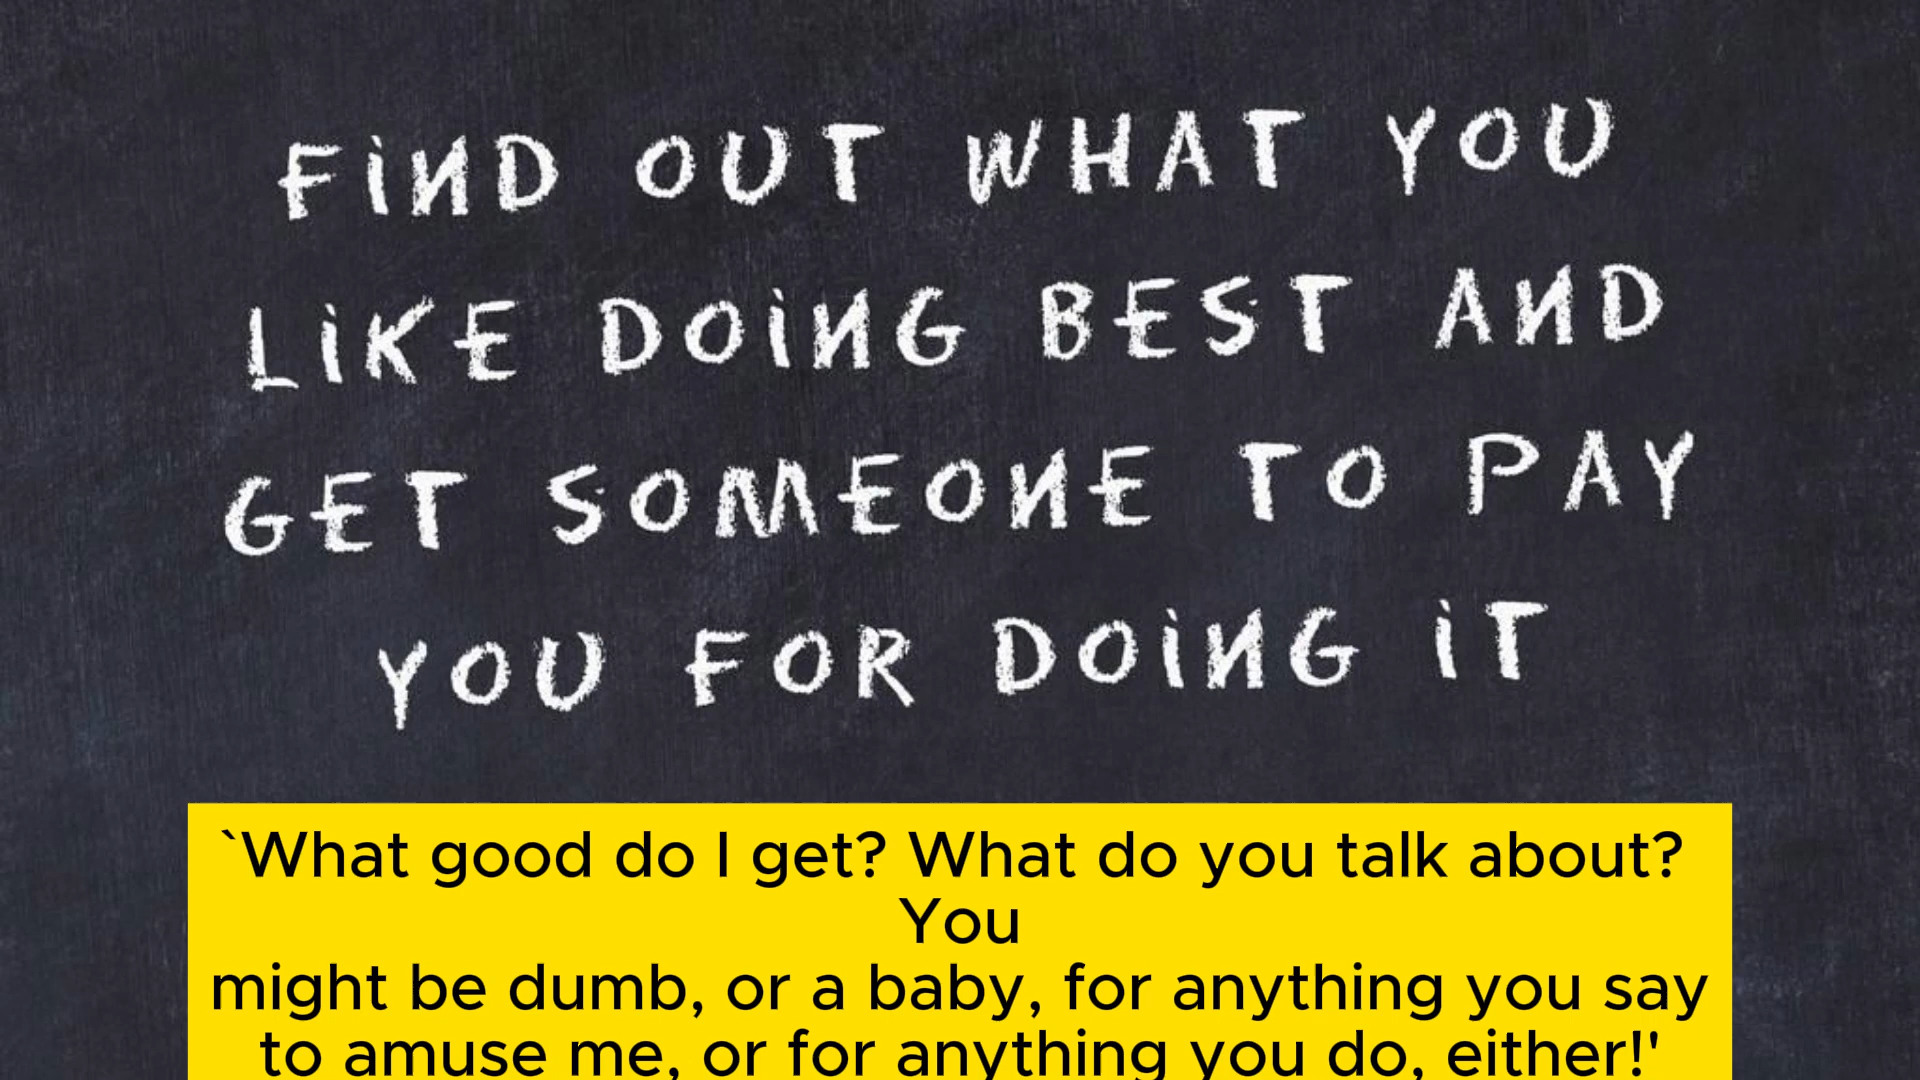 FIND OUT WHAT YOU
LIKE DOING BEST AND
GET SOMEONE TO PAY
YOU FOR DOING IT
`What good do I get? What do you talk about?
You
might be dumb, or a baby, for anything you say
to amuse me, or for anything you do, either!'